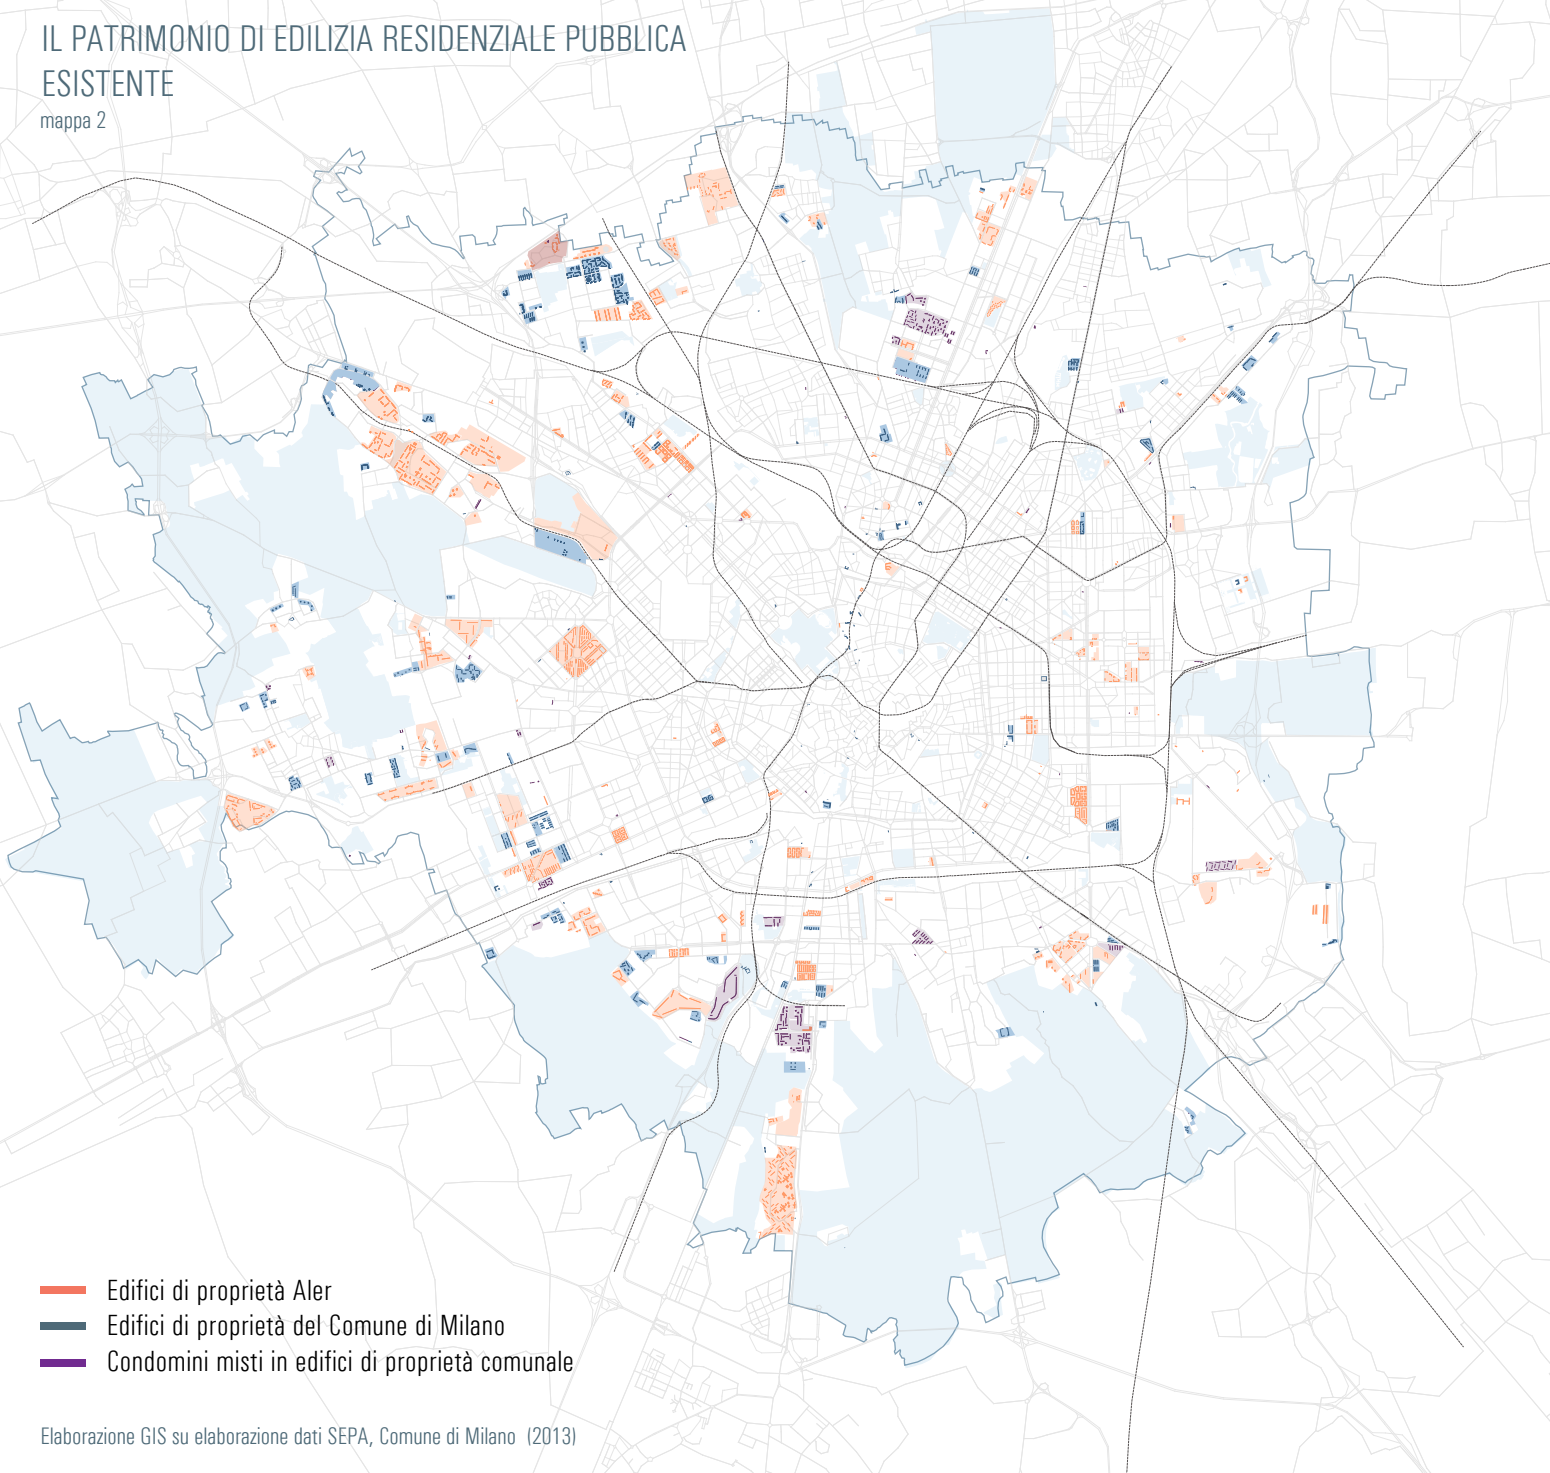 IL PATRIMONIO DI EDILIZIA RESIDENZIALE PUBBLICA
ESISTENTE
mappa 2
Edifici di proprietà Aler
Edifici di proprietà del Comune di Milano
Condomini misti in edifici di proprietà comunale
Elaborazione GIS su elaborazione dati SEPA, Comune di Milano (2013)